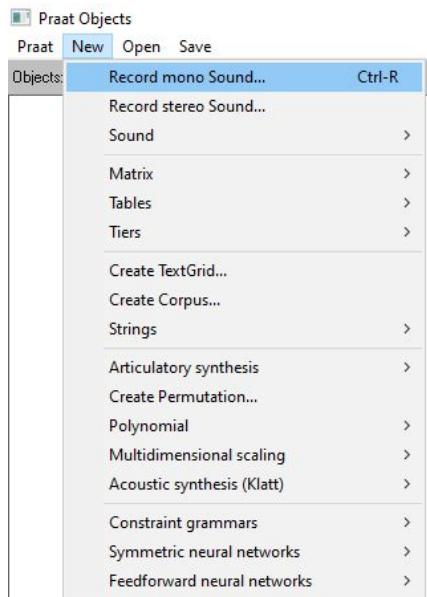 Praat Objects
Praat New Open Save
Objects:
Record mono Sound... Ctrl-R
Record stereo Sound...
Sound >
Matrix >
Tables >
Tiers >
Create TextGrid...
Create Corpus...
Strings >
Articulatory synthesis >
Create Permutation...
Polynomial >
Multidimensional scaling >
Acoustic synthesis (Klatt) >
Constraint grammars >
Symmetric neural networks >
Feedforward neural networks >